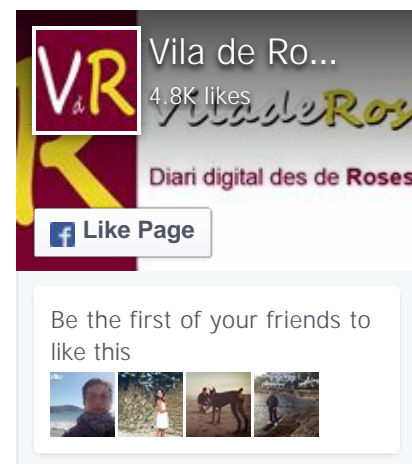 VdR
Vila de Ro...
4.8K likes
ViladeRos
Diari digital des de Roses
Like Page
Be the first of your friends to
like this